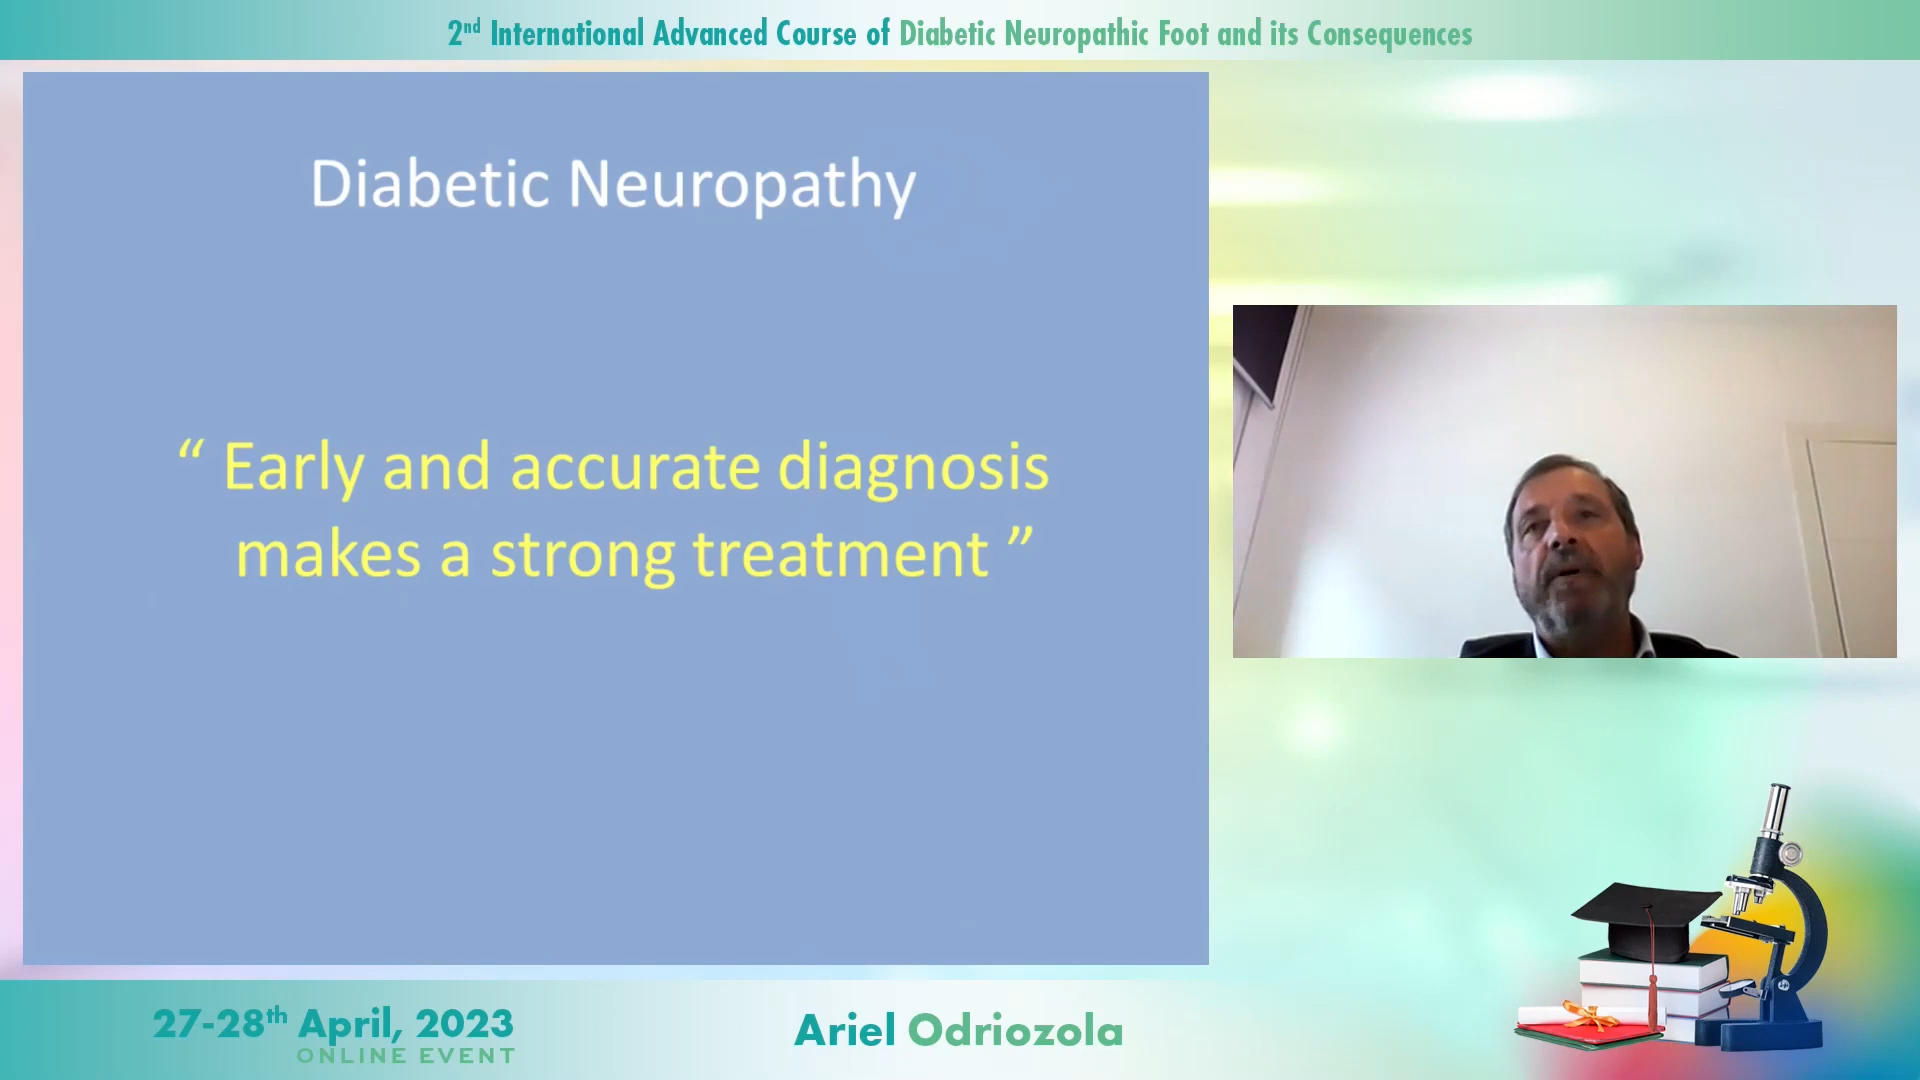 2nd International Advanced Course of Diabetic Neuropathic Foot and its Consequences
Diabetic Neuropathy
“ Early and accurate diagnosis
makes a strong treatment ”
27-28th April, 2023
ONLINE EVENT
Ariel Odriozola